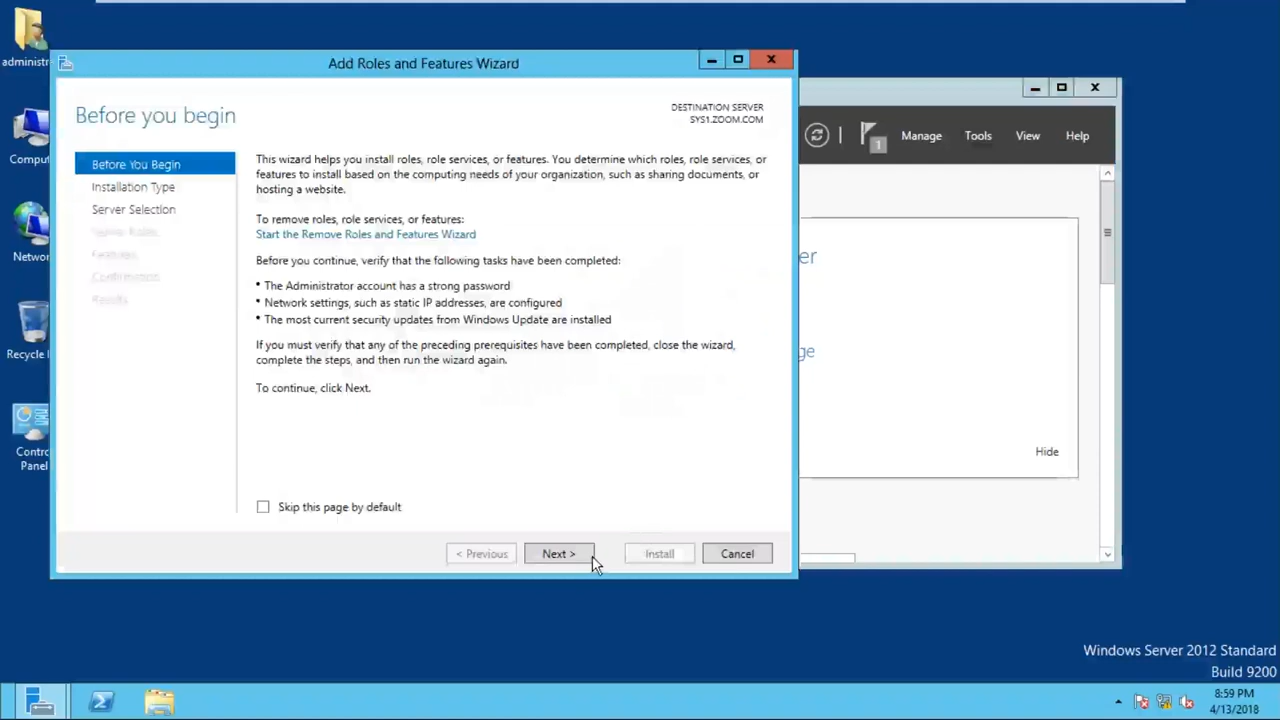 administr
Comput
Network
Recycle
Contro
Panel
Add Roles and Features Wizard
Before you begin
DESTINATION SERVER
SYS1.ZOOM.COM
Before You Begin
Installation Type
Server Selection
Server Roles
Features
Confirmation
Results
This wizard helps you install roles, role services, or features. You determine which roles, role services, or
features to install based on the computing needs of your organization, such as sharing documents, or
hosting a website.
To remove roles, role services, or features:
Start the Remove Roles and Features Wizard
Before you continue, verify that the following tasks have been completed:
• The Administrator account has a strong password
• Network settings, such as static IP addresses, are configured
• The most current security updates from Windows Update are installed
If you must verify that any of the preceding prerequisites have been completed, close the wizard,
complete the steps, and then run the wizard again.
To continue, click Next.
Skip this page by default
< Previous
Next >
Install
Cancel
1
Manage
Tools
View
Help
er
ge
Hide
Windows Server 2012 Standard
Build 9200
8:59 PM
4/13/2018